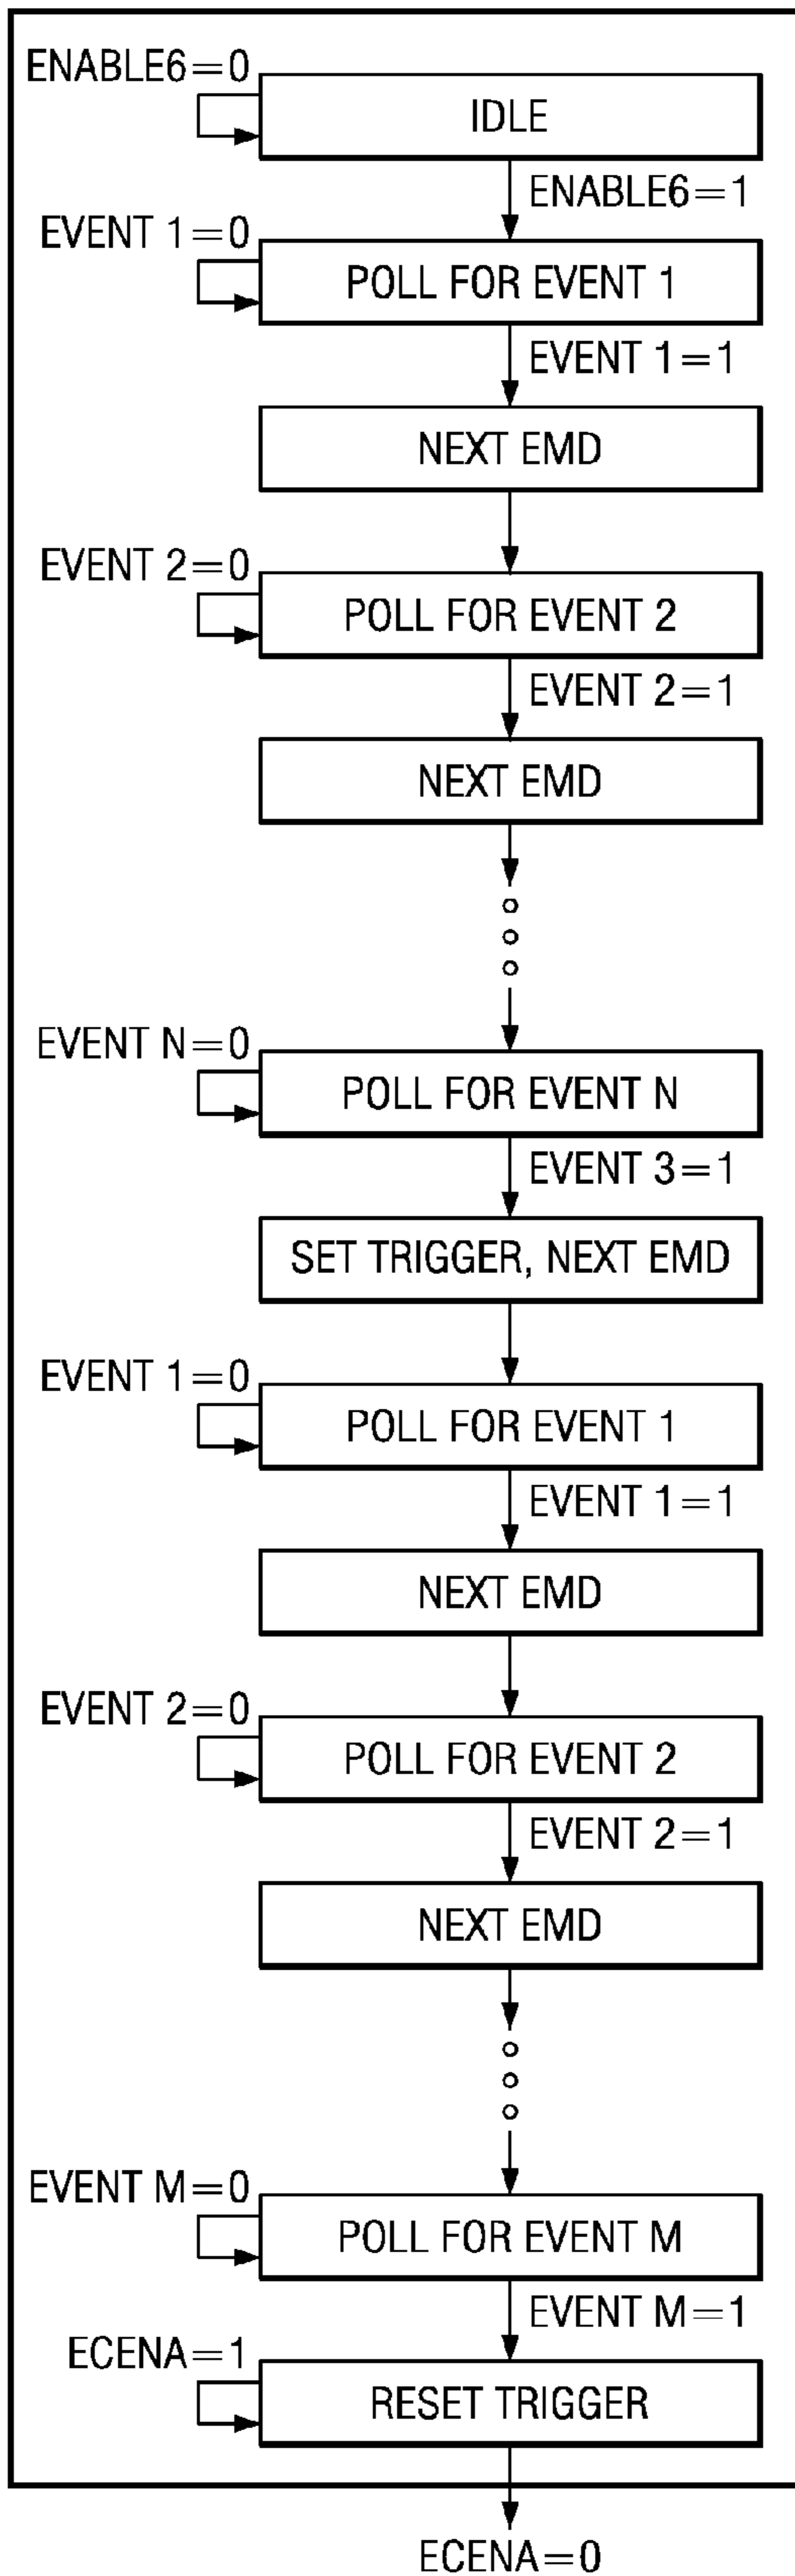 ENABLE6=0
IDLE
ENABLE6=1
EVENT 1=0
POLL FOR EVENT 1
EVENT 1=1
NEXT EMD
EVENT 2=0
POLL FOR EVENT 2
EVENT 2=1
NEXT EMD
EVENT N=0
POLL FOR EVENT N
EVENT 3=1
SET TRIGGER, NEXT EMD
EVENT 1=0
POLL FOR EVENT 1
EVENT 1=1
NEXT EMD
EVENT 2=0
POLL FOR EVENT 2
EVENT 2=1
NEXT EMD
EVENT M=0
POLL FOR EVENT M
EVENT M=1
ECENA=1
RESET TRIGGER
ECENA=0